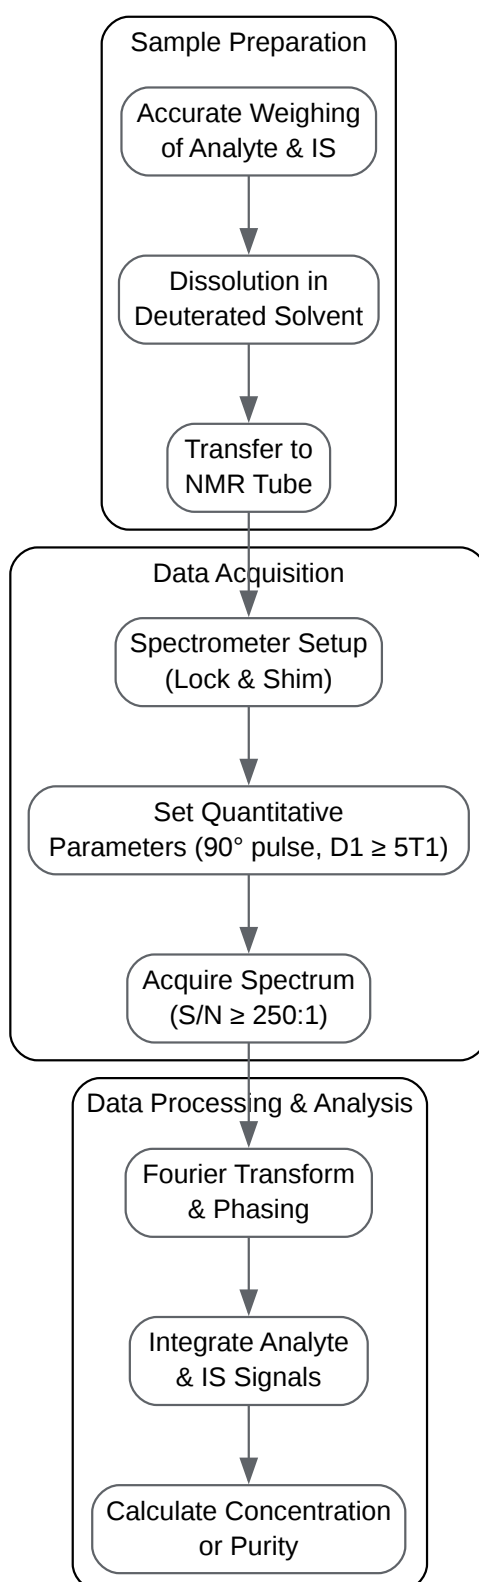 Sample Preparation
Accurate Weighing
of Analyte & IS
Dissolution in
Deuterated Solvent
Transfer to
NMR Tube
Data Acquisition
Spectrometer Setup
(Lock & Shim)
Set Quantitative
Parameters (90° pulse, D1 ≥ 5T1)
Acquire Spectrum
(S/N ≥ 250:1)
Data Processing & Analysis
Fourier Transform
& Phasing
Integrate Analyte
& IS Signals
Calculate Concentration
or Purity